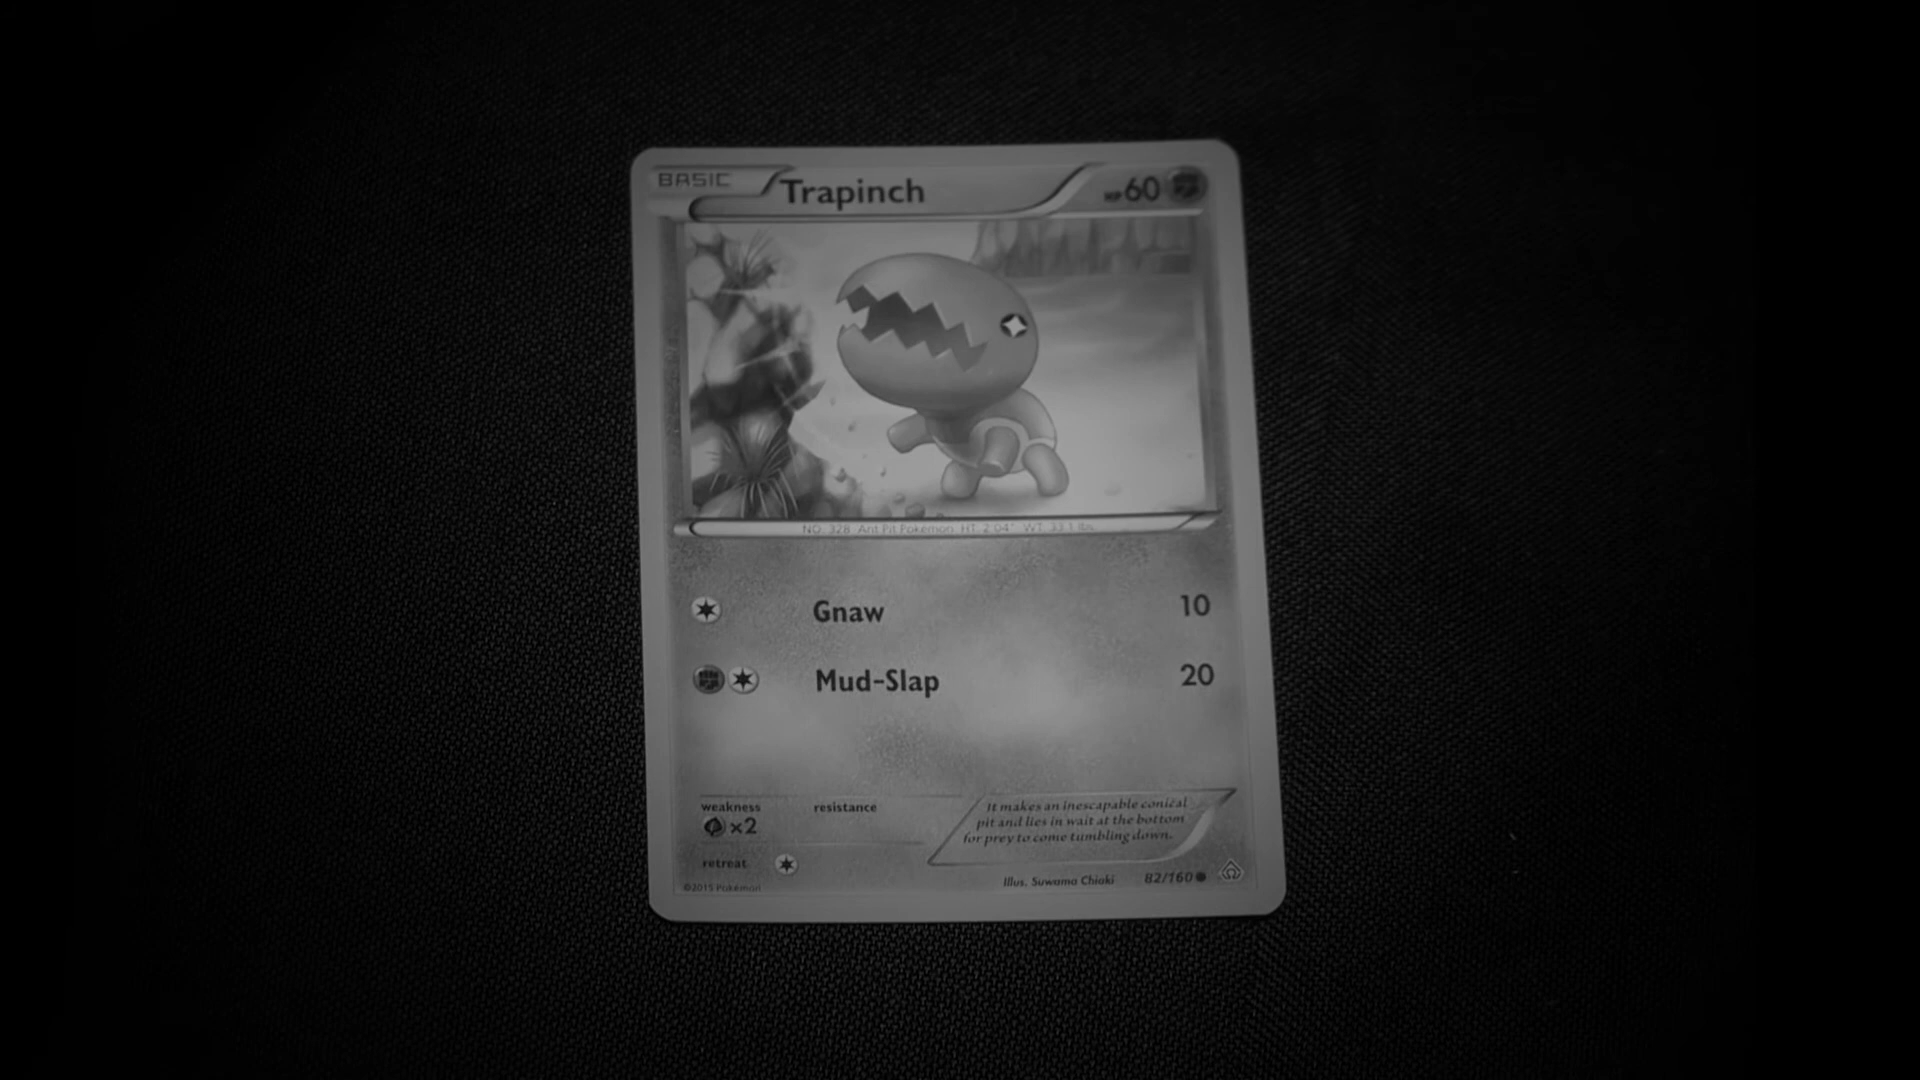 BASIC Trapinch HP60
NO. 328 Ant Pit Pokémon HT: 2'04" WT: 33.1 lbs.
Gnaw 10
Mud-Slap 20
weakness resistance
×2
It makes an inescapable conical
pit and lies in wait at the bottom
for prey to come tumbling down.
retreat
©2015 Pokémon
Illus. Suwama Chiaki 82/160